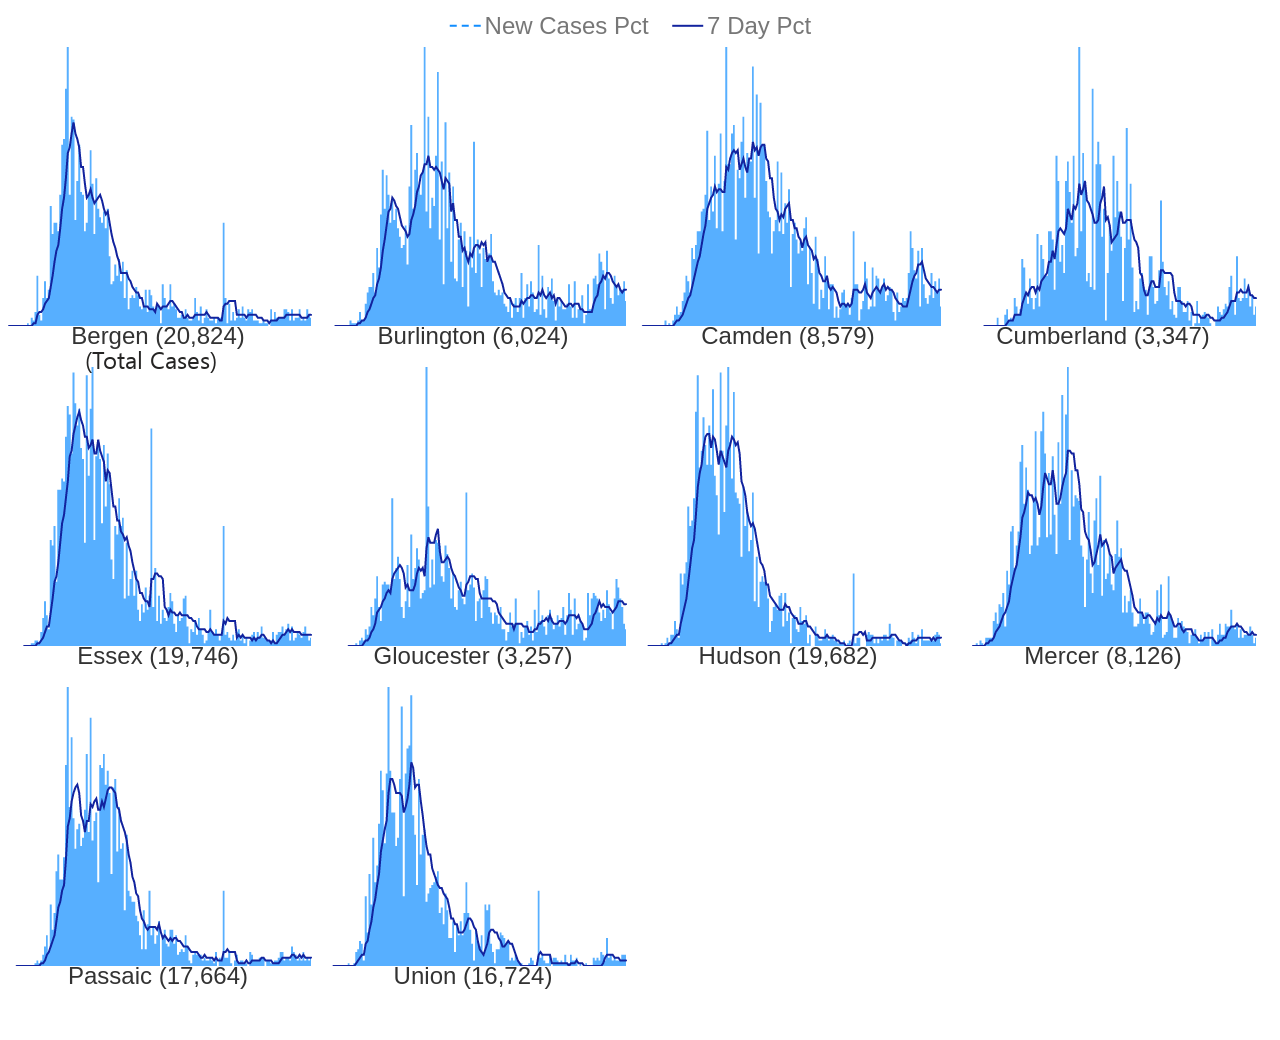 New Cases Pct 7 Day Pct
Bergen (20,824) Burlington (6,024) Camden (8,579) Cumberland (3,347)
(Total Cases)
Essex (19,746) Gloucester (3,257) Hudson (19,682) Mercer (8,126)
Passaic (17,664) Union (16,724)